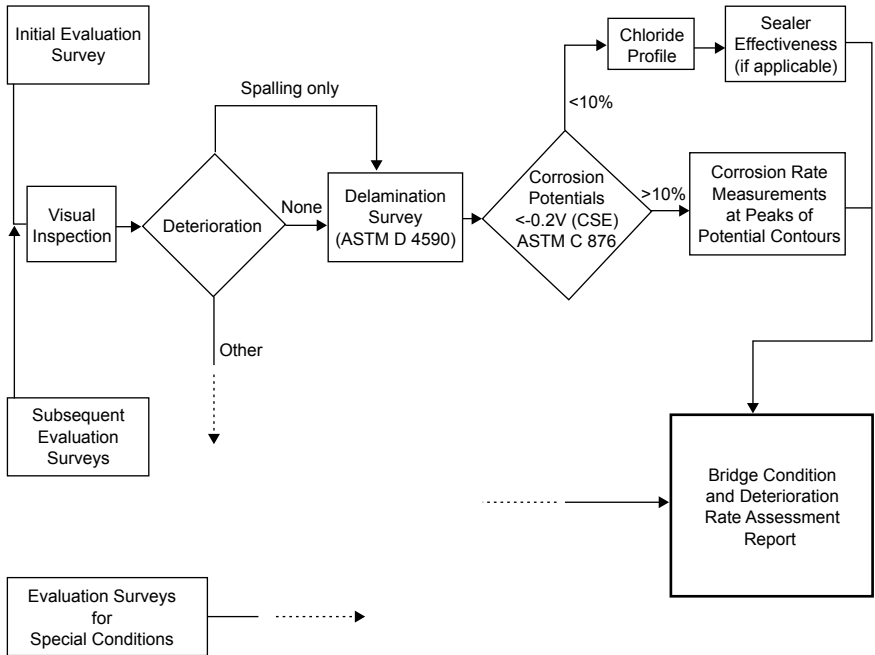 Initial Evaluation
Survey
Visual
Inspection
Subsequent
Evaluation
Surveys
Deterioration
Spalling only
None
Other
Delamination
Survey
(ASTM D 4590)
Corrosion
Potentials
<-0.2V (CSE)
ASTM C 876
<10%
>10%
Chloride
Profile
Sealer
Effectiveness
(if applicable)
Corrosion Rate
Measurements
at Peaks of
Potential Contours
Bridge Condition
and Deterioration
Rate Assessment
Report
Evaluation Surveys
for
Special Conditions